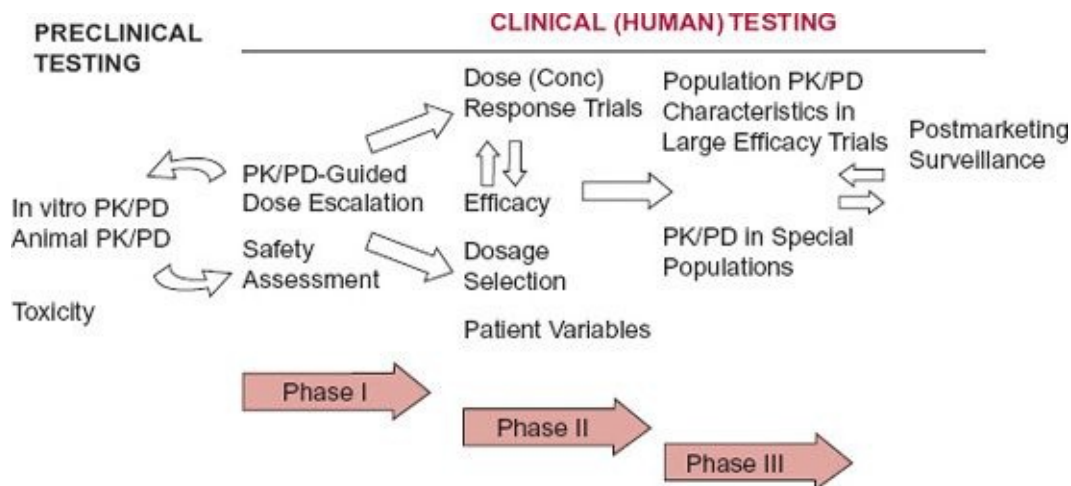 PRECLINICAL
TESTING
CLINICAL (HUMAN) TESTING
In vitro PK/PD
Animal PK/PD
Toxicity
PK/PD-Guided
Dose Escalation
Safety
Assessment
Dose (Conc)
Response Trials
Efficacy
Dosage
Selection
Patient Variables
Population PK/PD
Characteristics in
Large Efficacy Trials
PK/PD in Special
Populations
Postmarketing
Surveillance
Phase I
Phase II
Phase III